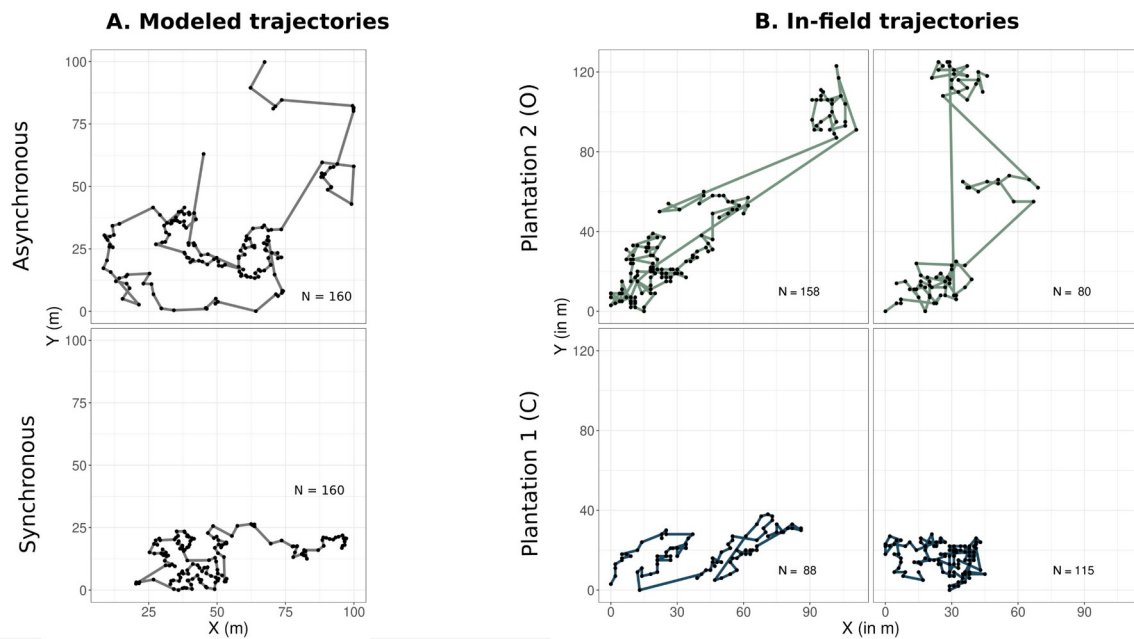 A. Modeled trajectories
B. In-field trajectories
Asynchronous
100
75
50
25
0
N = 160
Y (m)
Synchronous
100
75
50
25
0
N = 160
25
50
75
100
X (m)
Plantation 2 (O)
120
80
40
0
N = 158
N = 80
Y (in m)
Plantation 1 (C)
120
80
40
0
N = 88
N = 115
0
30
60
90
0
30
60
90
X (in m)